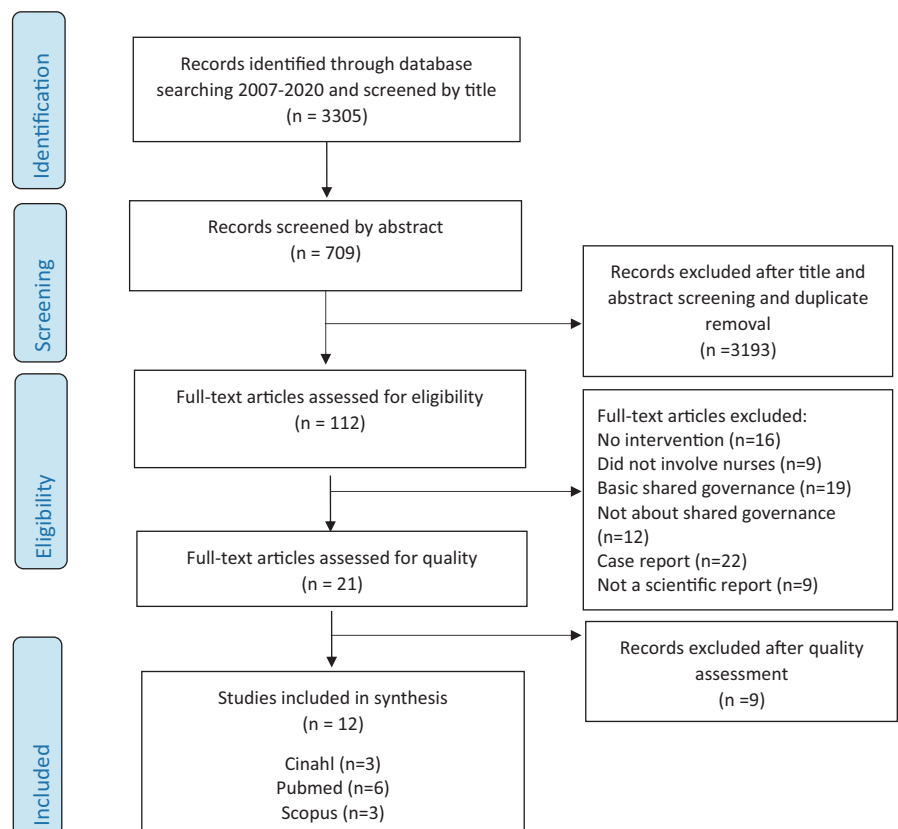 Identification
Records identified through database
searching 2007-2020 and screened by title
(n = 3305)
Screening
Records screened by abstract
(n = 709)
Records excluded after title and
abstract screening and duplicate
removal
(n =3193)
Eligibility
Full-text articles assessed for eligibility
(n = 112)
Full-text articles excluded:
No intervention (n=16)
Did not involve nurses (n=9)
Basic shared governance (n=19)
Not about shared governance
(n=12)
Case report (n=22)
Not a scientific report (n=9)
Full-text articles assessed for quality
(n = 21)
Records excluded after quality
assessment
(n =9)
Included
Studies included in synthesis
(n = 12)
Cinahl (n=3)
Pubmed (n=6)
Scopus (n=3)